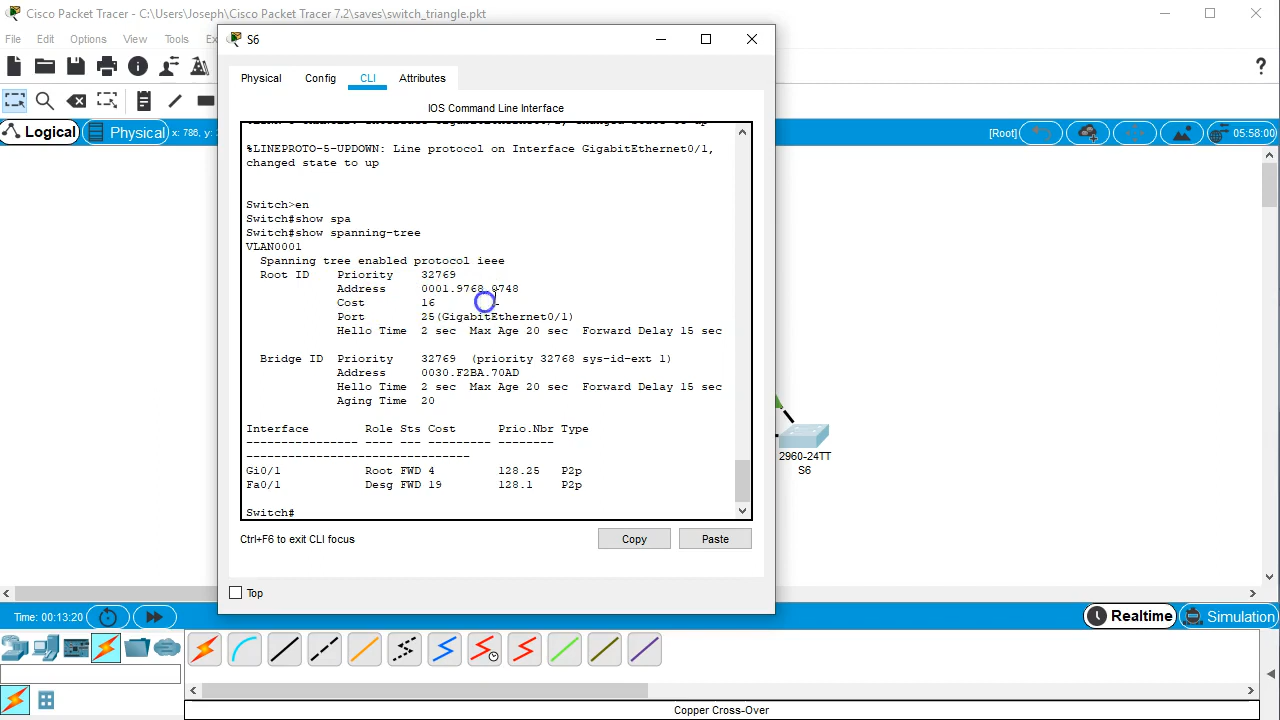 Cisco Packet Tracer - C:\Users\Joseph\Cisco Packet Tracer 7.2\saves\switch_triangle.pkt
File Edit Options View Tools
S6
Physical Config CLI Attributes
IOS Command Line Interface
Logical Physical x: 786, y:
[Root] 05:58:00
%LINEPROTO-5-UPDOWN: Line protocol on Interface GigabitEthernet0/1,
changed state to up
Switch>en
Switch#show spa
Switch#show spanning-tree
VLAN0001
Spanning tree enabled protocol ieee
Root ID Priority 32769
Address 0001.9768.9748
Cost 16
Port 25(GigabitEthernet0/1)
Hello Time 2 sec Max Age 20 sec Forward Delay 15 sec
Bridge ID Priority 32769 (priority 32768 sys-id-ext 1)
Address 0030.F2BA.70AD
Hello Time 2 sec Max Age 20 sec Forward Delay 15 sec
Aging Time 20
Interface Role Sts Cost Prio.Nbr Type
---------------- ---- --- --------- --------
--------------------------------
Gi0/1 Root FWD 4 128.25 P2p
Fa0/1 Desg FWD 19 128.1 P2p
Switch#
2960-24TT
S6
Ctrl+F6 to exit CLI focus
Copy Paste
Top
Time: 00:13:20
Realtime Simulation
Copper Cross-Over